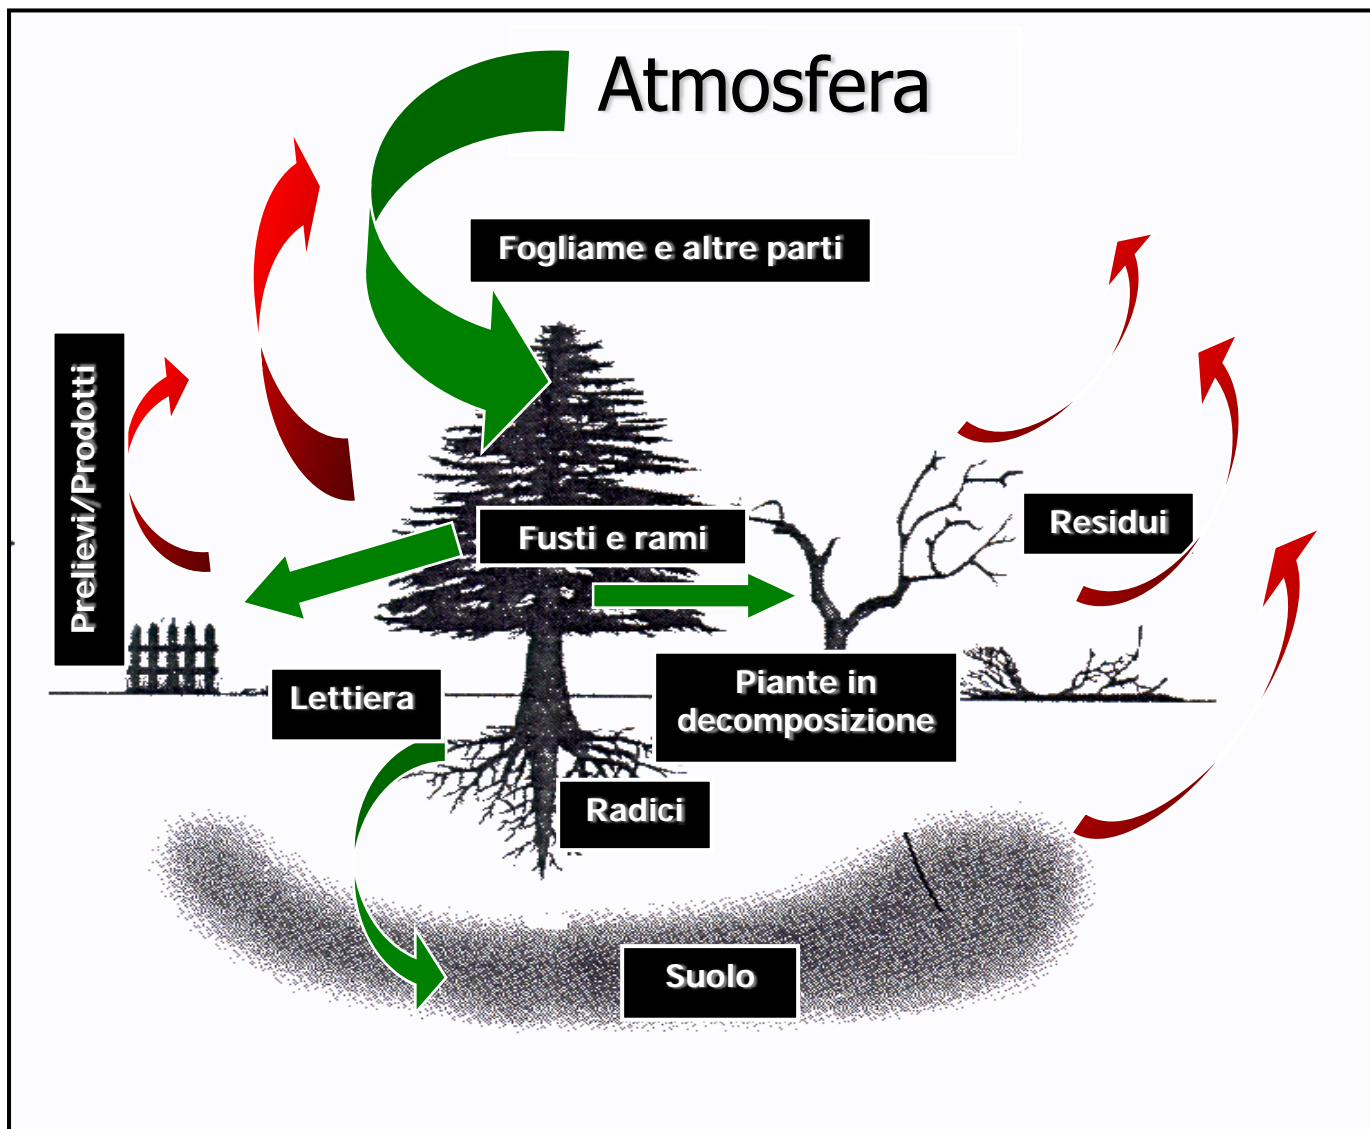 Atmosfera
Fogliame e altre parti
Prelievi/Prodotti
Fusti e rami
Residui
Lettiera
Piante in
decomposizione
Radici
Suolo